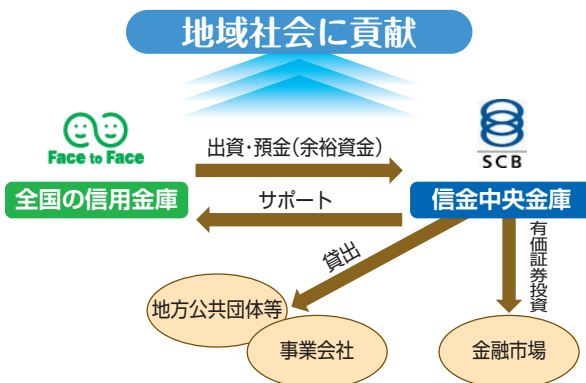 地域社会に貢献
Face to Face
SCB
出資・預金(余裕資金)
全国の信用金庫
サポート
信金中央金庫
貸出
有価証券投資
地方公共団体等
事業会社
金融市場